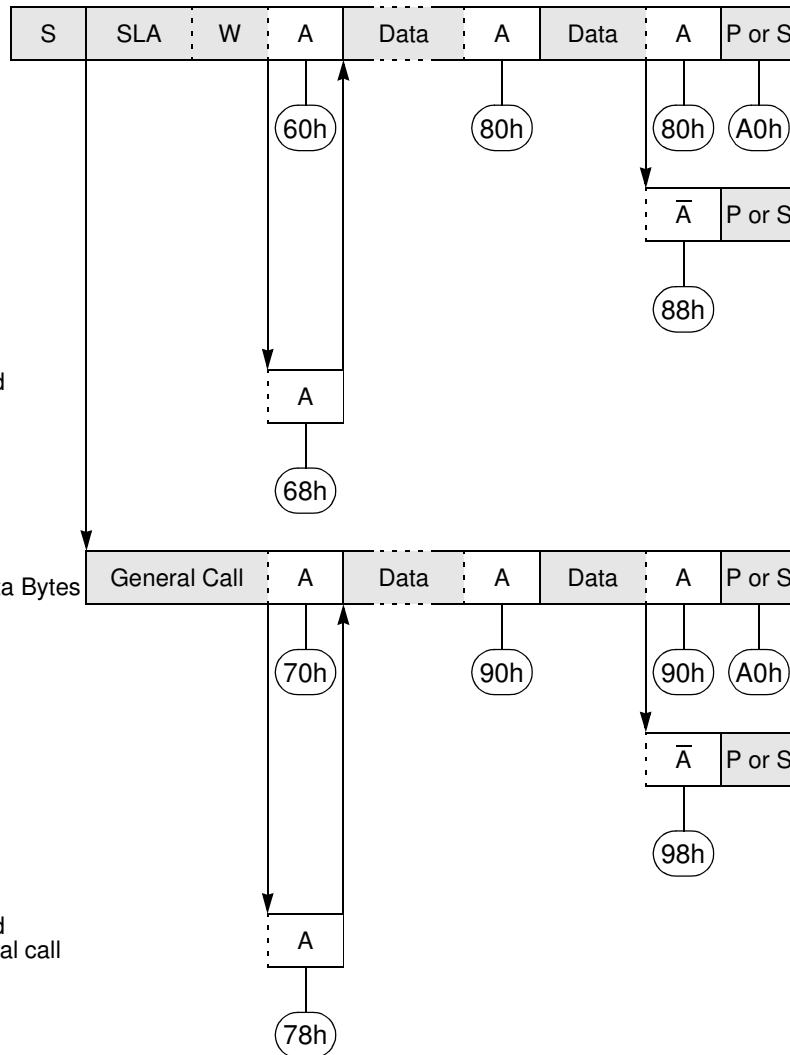 S SLA W A Data A Data A P or S
60h 80h 80h A0h
A̅ P or S
88h
A
68h
Bytes General Call A Data A Data A P or S
70h 90h 90h A0h
A̅ P or S
98h
A
call
78h